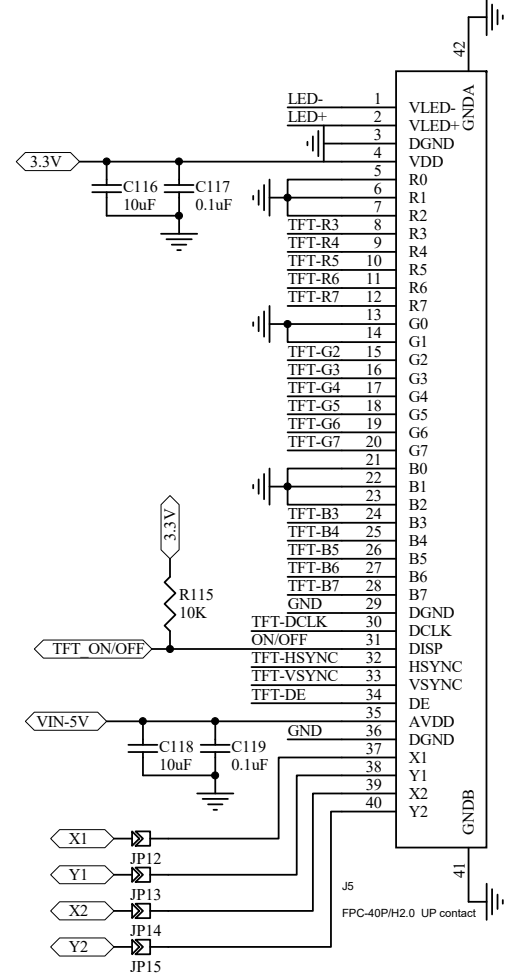 42
GNDA
LED- 1 VLED-
LED+ 2 VLED+
3 DGND
3.3V 4 VDD
5 R0
6 R1
7 R2
C116 10uF
C117 0.1uF
TFT-R3 8 R3
TFT-R4 9 R4
TFT-R5 10 R5
TFT-R6 11 R6
TFT-R7 12 R7
13 G0
14 G1
TFT-G2 15 G2
TFT-G3 16 G3
TFT-G4 17 G4
TFT-G5 18 G5
TFT-G6 19 G6
TFT-G7 20 G7
21 B0
22 B1
23 B2
TFT-B3 24 B3
TFT-B4 25 B4
TFT-B5 26 B5
TFT-B6 27 B6
TFT-B7 28 B7
3.3V
R115
10K
GND 29 DGND
TFT-DCLK 30 DCLK
TFT_ON/OFF ON/OFF 31 DISP
TFT-HSYNC 32 HSYNC
TFT-VSYNC 33 VSYNC
TFT-DE 34 DE
VIN-5V 35 AVDD
GND 36 DGND
37 X1
38 Y1
39 X2
40 Y2
C118 10uF
C119 0.1uF
GNDB
41
X1
JP12
Y1
JP13
X2
JP14
Y2
JP15
J5
FPC-40P/H2.0 UP contact